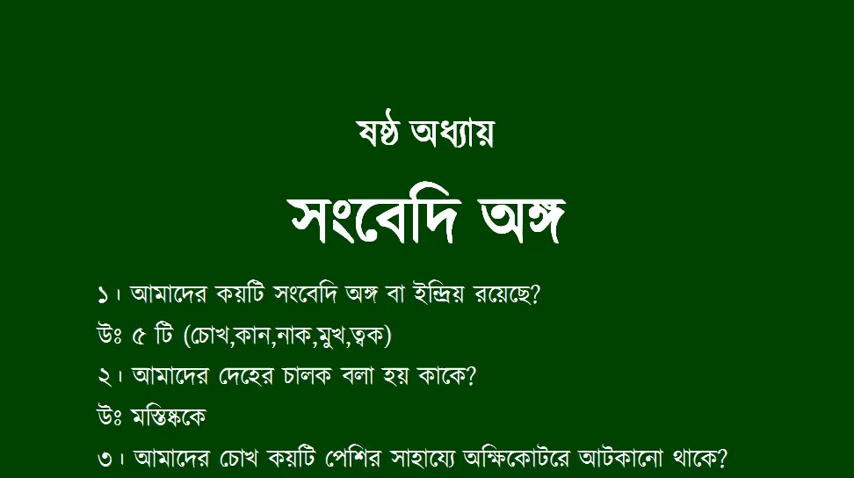 ষষ্ঠ অধ্যায়
সংবেদি অঙ্গ
১। আমাদের কয়টি সংবেদি অঙ্গ বা ইন্দ্রিয় রয়েছে?
উঃ ৫ টি (চোখ,কান,নাক,মুখ,ত্বক)
২। আমাদের দেহের চালক বলা হয় কাকে?
উঃ মস্তিষ্ককে
৩। আমাদের চোখ কয়টি পেশির সাহায্যে অক্ষিকোটরে আটকানো থাকে?